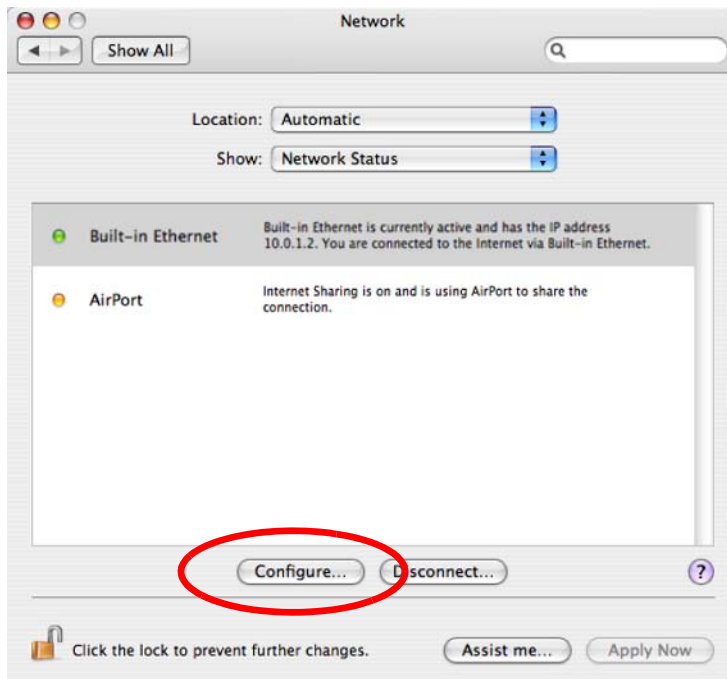 Network
Show All
Location: Automatic
Show: Network Status
Built-in Ethernet
Built-in Ethernet is currently active and has the IP address
10.0.1.2. You are connected to the Internet via Built-in Ethernet.
AirPort
Internet Sharing is on and is using AirPort to share the
connection.
Configure... Disconnect... ?
Click the lock to prevent further changes. Assist me... Apply Now